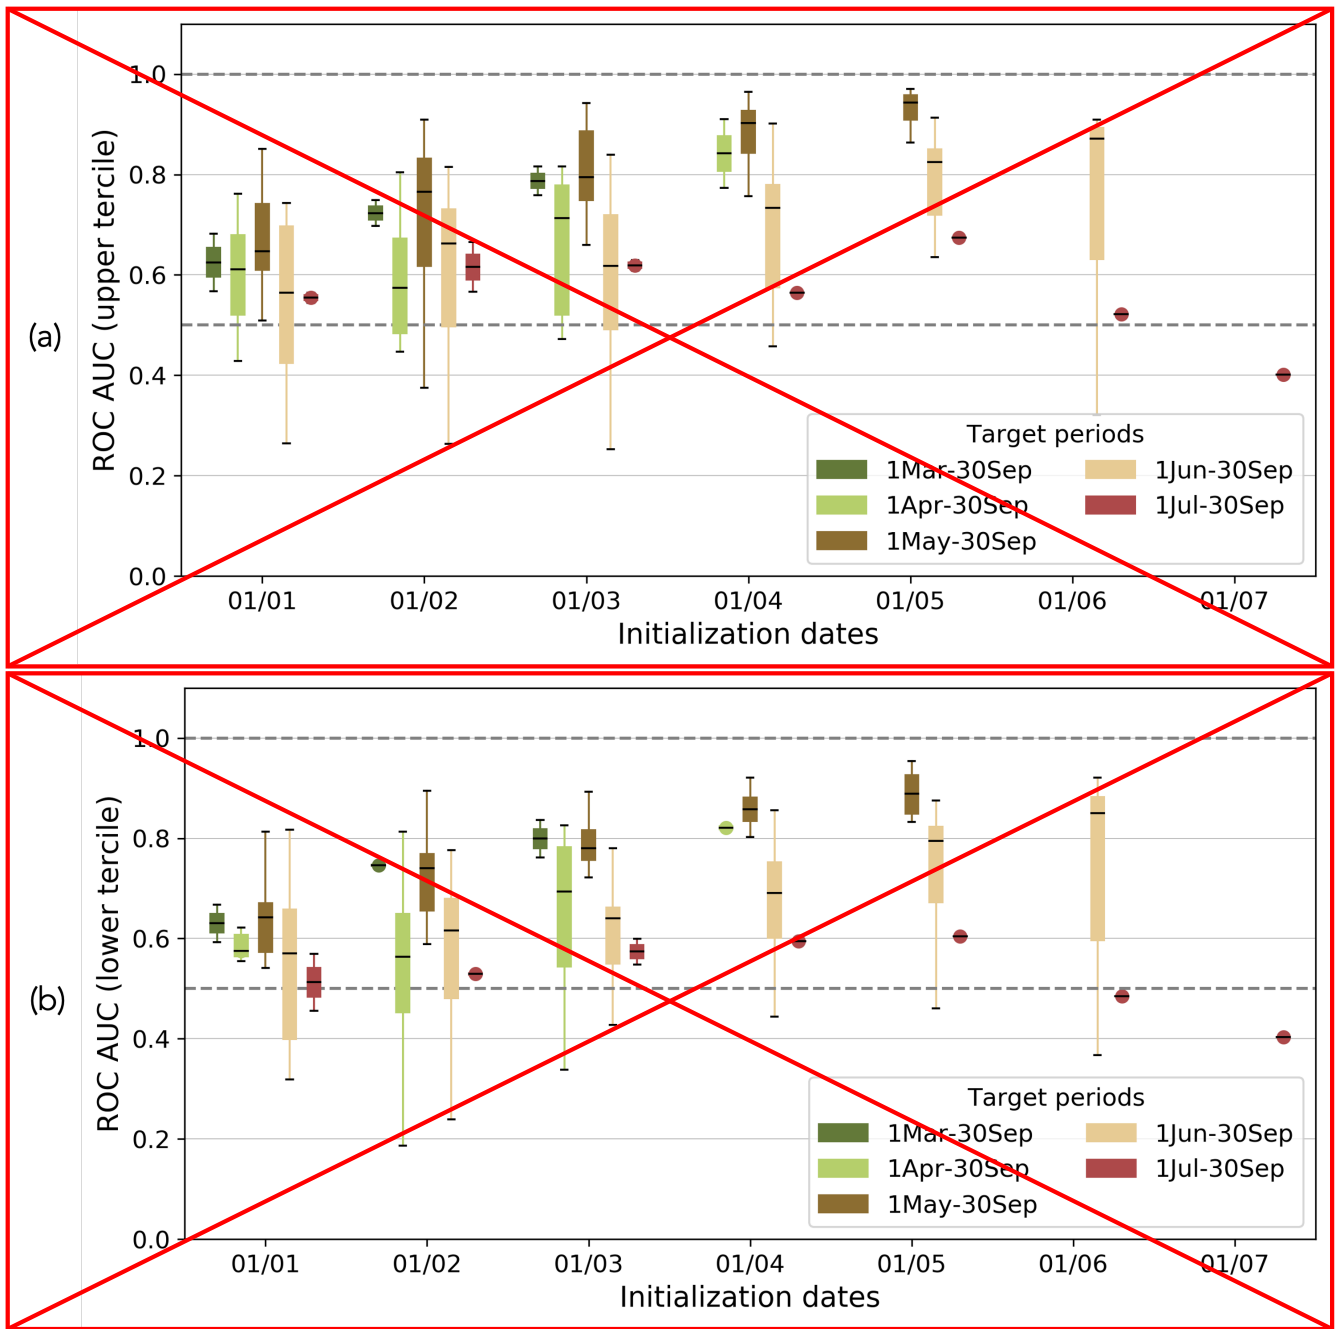 (a)
ROC AUC (upper tercile)
1.0
0.8
0.6
0.4
0.2
0.0
Target periods
1Mar-30Sep
1Jun-30Sep
1Apr-30Sep
1Jul-30Sep
1May-30Sep
01/01 01/02 01/03 01/04 01/05 01/06 01/07
Initialization dates
(b)
ROC AUC (lower tercile)
1.0
0.8
0.6
0.4
0.2
0.0
Target periods
1Mar-30Sep
1Jun-30Sep
1Apr-30Sep
1Jul-30Sep
1May-30Sep
01/01 01/02 01/03 01/04 01/05 01/06 01/07
Initialization dates